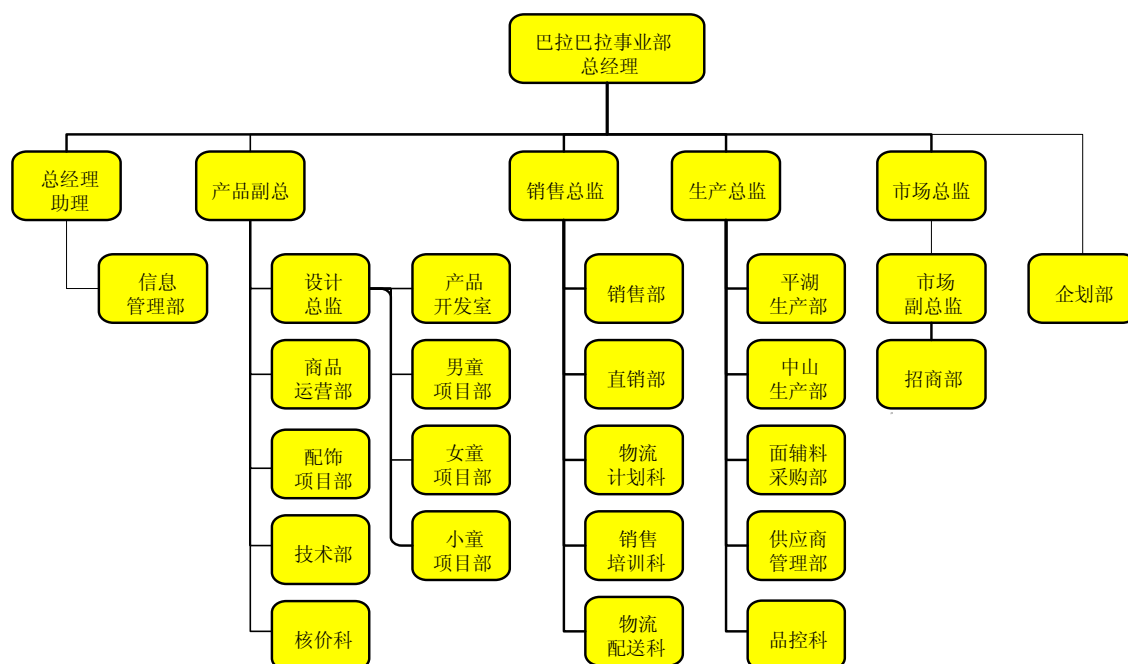 巴拉巴拉事业部
总经理
总经理
助理
产品副总
销售总监
生产总监
市场总监
信息
管理部
设计
总监
产品
开发室
销售部
平湖
生产部
市场
副总监
企划部
商品
运营部
男童
项目部
直销部
中山
生产部
招商部
配饰
项目部
女童
项目部
物流
计划科
面辅料
采购部
技术部
小童
项目部
销售
培训科
供应商
管理部
核价科
物流
配送科
品控科